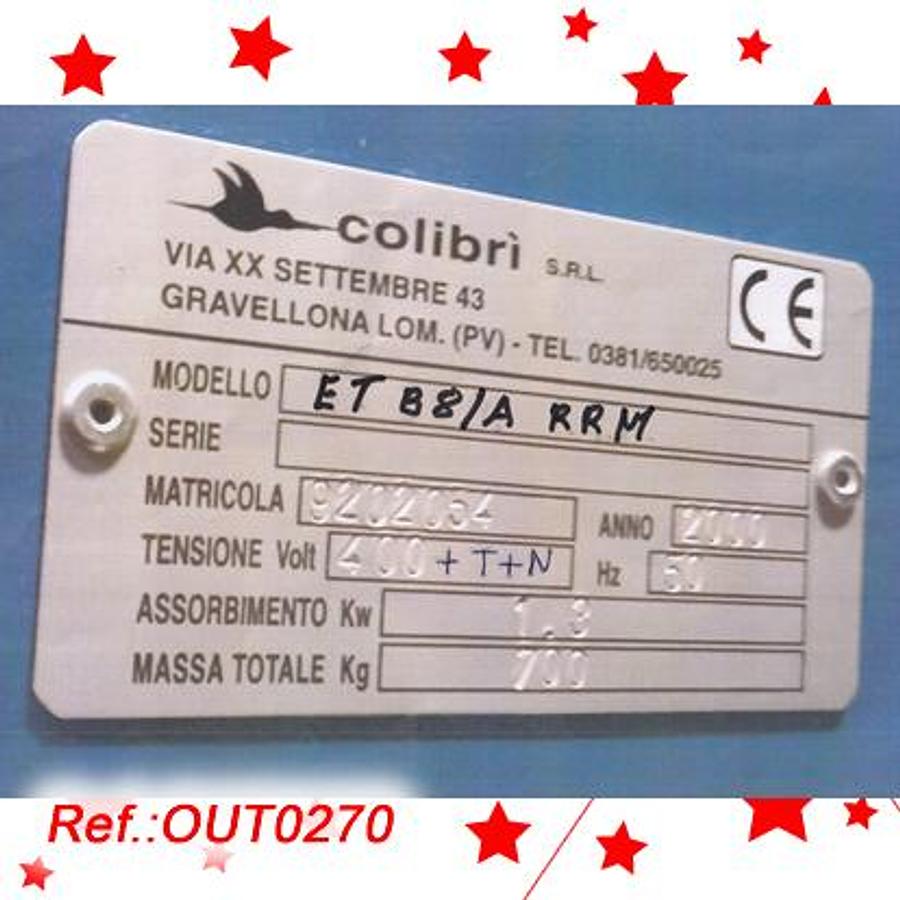 colibrì S.R.L.
VIA XX SETTEMBRE 43
GRAVELLONA LOM. (PV) - TEL. 0381/650025
CE
MODELLO ET B8/A RRM
SERIE
MATRICOLA 9202054 ANNO 2000
TENSIONE Volt 400 + T+N Hz 50
ASSORBIMENTO Kw 1.3
MASSA TOTALE Kg 700
Ref.:OUT0270